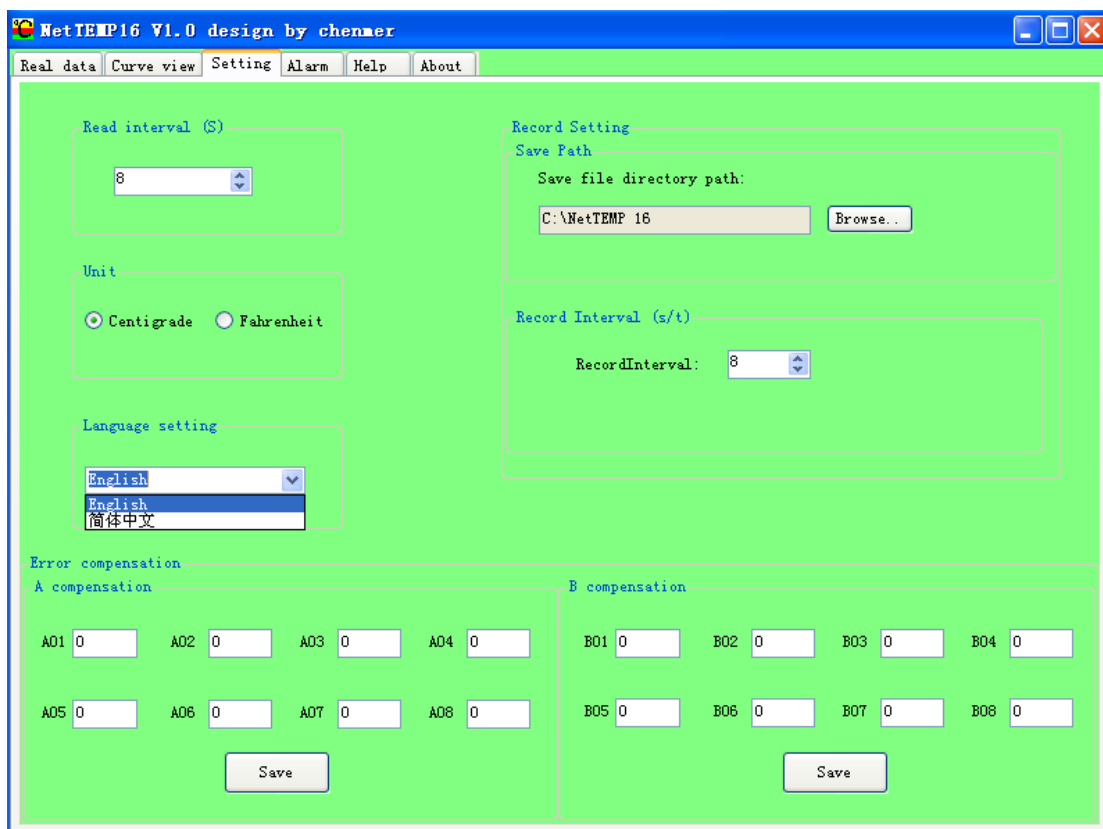 NetTEMP16 V1.0 design by chenmer
Real data Curve view Setting Alarm Help About
Read interval (S)
8
Unit
Centigrade Fahrenheit
Language setting
English
English
简体中文
Record Setting
Save Path
Save file directory path:
C:\NetTEMP 16 Browse..
Record Interval (s/t)
RecordInterval: 8
Error compensation
A compensation
A01 0 A02 0 A03 0 A04 0
A05 0 A06 0 A07 0 A08 0
Save
B compensation
B01 0 B02 0 B03 0 B04 0
B05 0 B06 0 B07 0 B08 0
Save